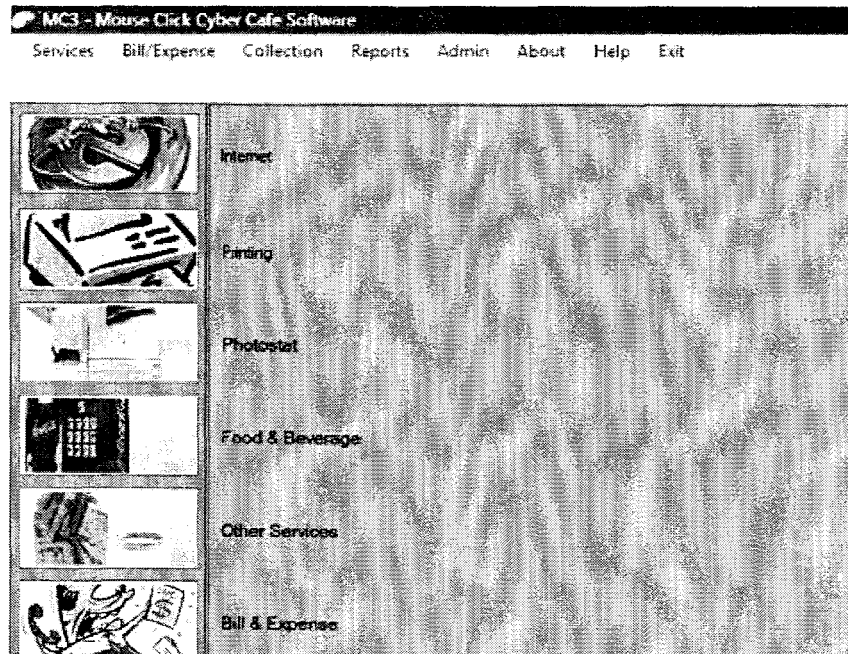 MC3 - Mouse Click Cyber Cafe Software
Services Bill/Expense Collection Reports Admin About Help Exit
Internet
Printing
Photostat
Food & Beverage
Other Services
Bill & Expense